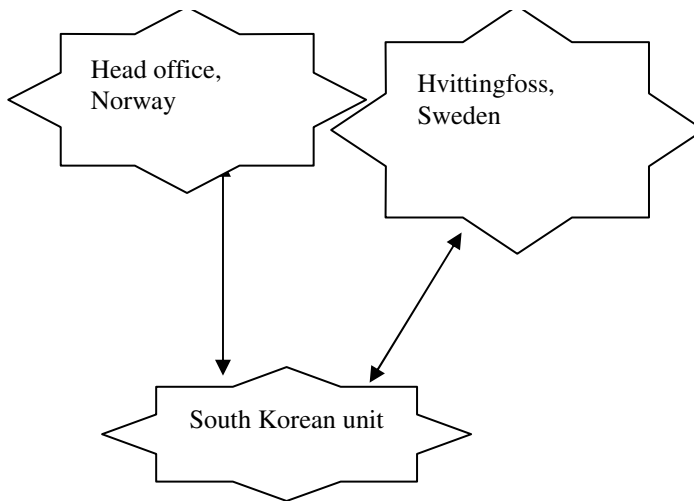 Head office,
Norway
Hvittingfoss,
Sweden
South Korean unit